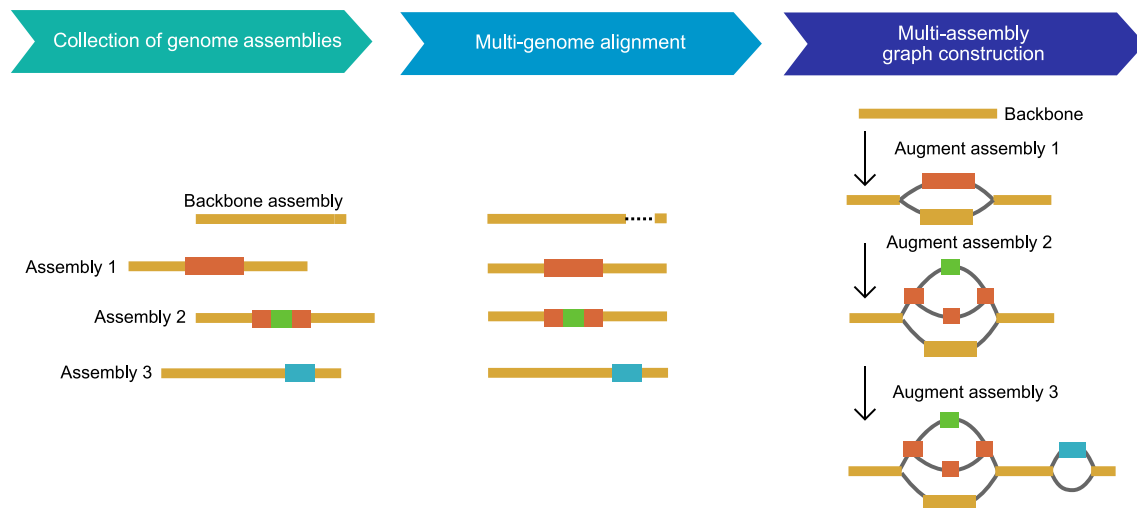 Collection of genome assemblies
Multi-genome alignment
Multi-assembly
graph construction
Backbone assembly
Assembly 1
Assembly 2
Assembly 3
Backbone
Augment assembly 1
Augment assembly 2
Augment assembly 3